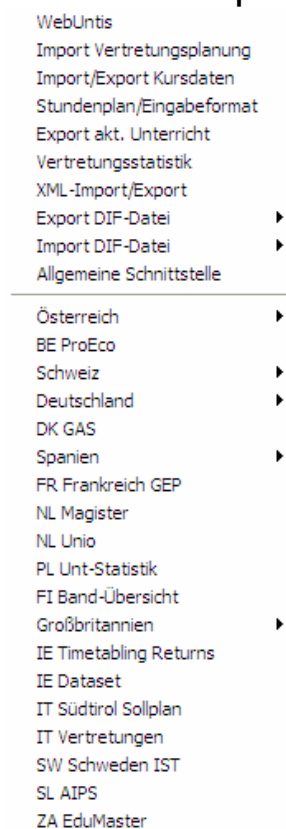 WebUntis
Import Vertretungsplanung
Import/Export Kursdaten
Stundenplan/Eingabeformat
Export akt. Unterricht
Vertretungsstatistik
XML-Import/Export
Export DIF-Datei
Import DIF-Datei
Allgemeine Schnittstelle
Österreich
BE ProEco
Schweiz
Deutschland
DK GAS
Spanien
FR Frankreich GEP
NL Magister
NL Unio
PL Unt-Statistik
FI Band-Übersicht
Großbritannien
IE Timetabling Returns
IE Dataset
IT Südtirol Sollplan
IT Vertretungen
SW Schweden IST
SL AIPS
ZA EduMaster